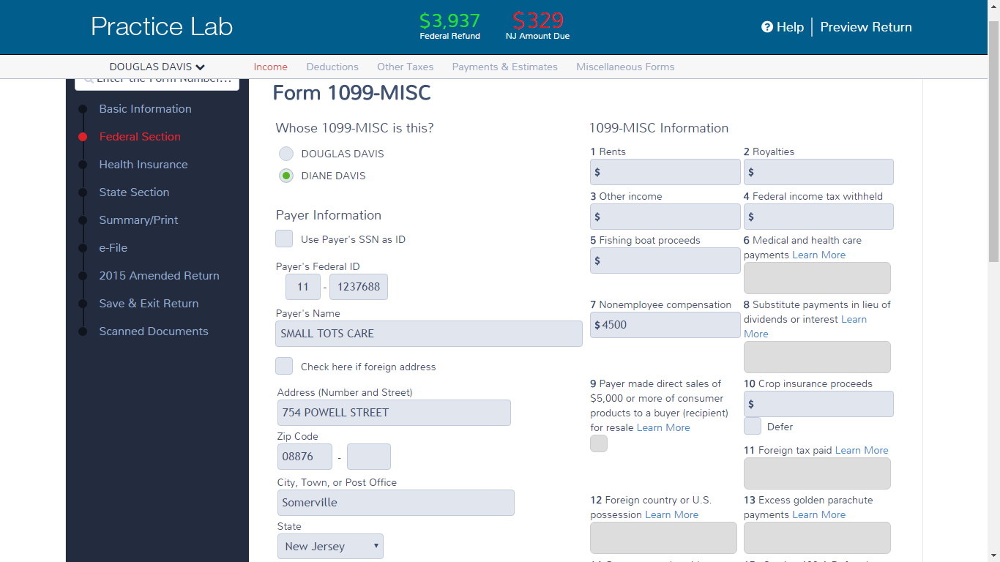 Practice Lab
$3,937
Federal Refund
$329
NJ Amount Due
Help
Preview Return
DOUGLAS DAVIS
Income
Deductions
Other Taxes
Payments & Estimates
Miscellaneous Forms
Enter the Form Number...
Basic Information
Federal Section
Health Insurance
State Section
Summary/Print
e-File
2015 Amended Return
Save & Exit Return
Scanned Documents
Form 1099-MISC
Whose 1099-MISC is this?
DOUGLAS DAVIS
DIANE DAVIS
Payer Information
Use Payer's SSN as ID
Payer's Federal ID
11 - 1237688
Payer's Name
SMALL TOTS CARE
Check here if foreign address
Address (Number and Street)
754 POWELL STREET
Zip Code
08876 -
City, Town, or Post Office
Somerville
State
New Jersey
1099-MISC Information
1 Rents
$
2 Royalties
$
3 Other income
$
4 Federal income tax withheld
$
5 Fishing boat proceeds
$
6 Medical and health care
payments Learn More
7 Nonemployee compensation
$ 4500
8 Substitute payments in lieu of
dividends or interest Learn
More
9 Payer made direct sales of
$5,000 or more of consumer
products to a buyer (recipient)
for resale Learn More
10 Crop insurance proceeds
$
Defer
11 Foreign tax paid Learn More
12 Foreign country or U.S.
possession Learn More
13 Excess golden parachute
payments Learn More